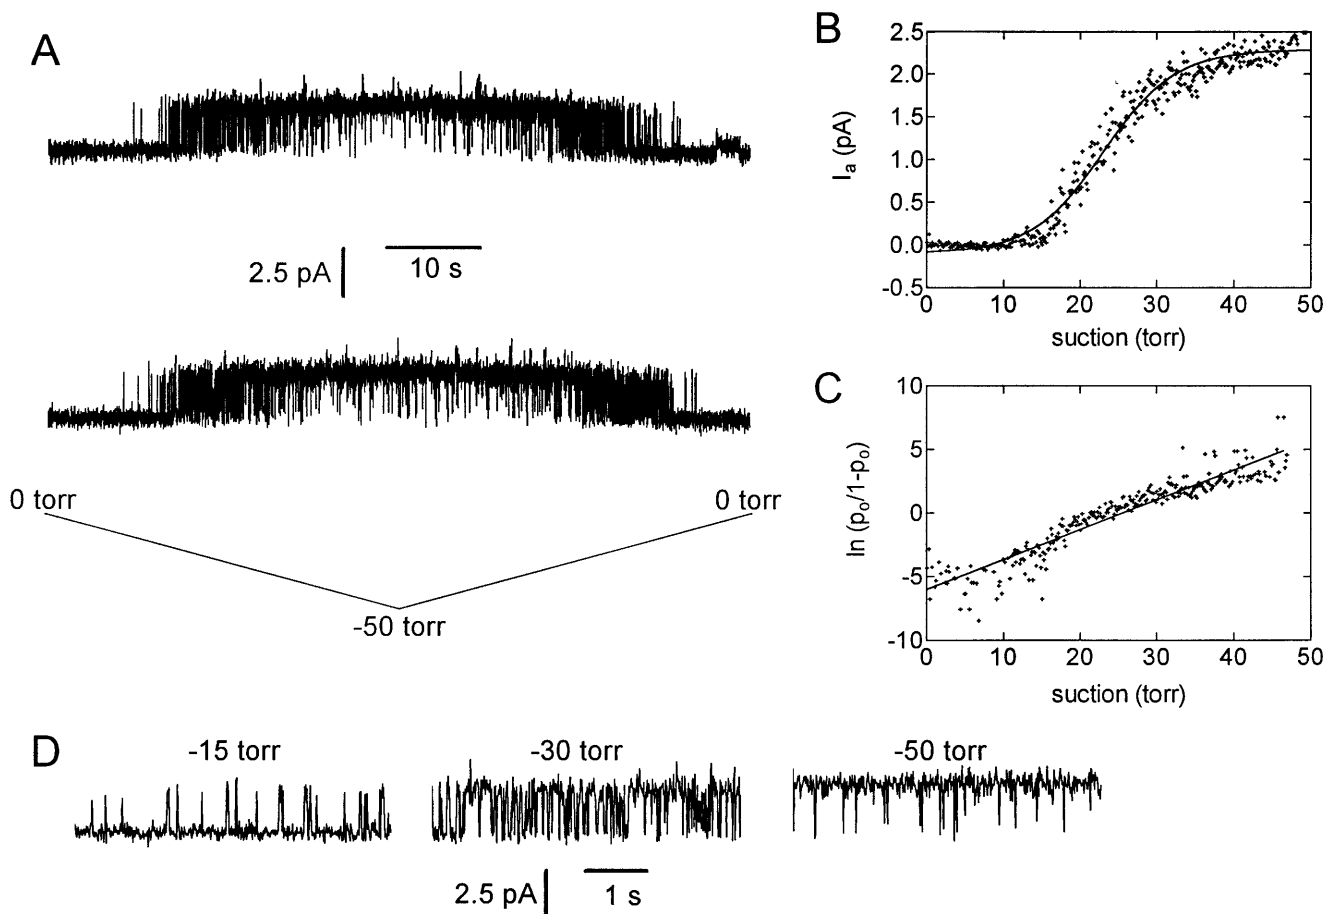 A
2.5 pA
10 s
0 torr
0 torr
-50 torr
B
2.5
2.0
1.5
1.0
0.5
0.0
-0.5
Iₐ (pA)
0 10 20 30 40 50
suction (torr)
C
10
5
0
-5
-10
ln (p₀/1-p₀)
0 10 20 30 40 50
suction (torr)
D
-15 torr
-30 torr
-50 torr
2.5 pA
1 s